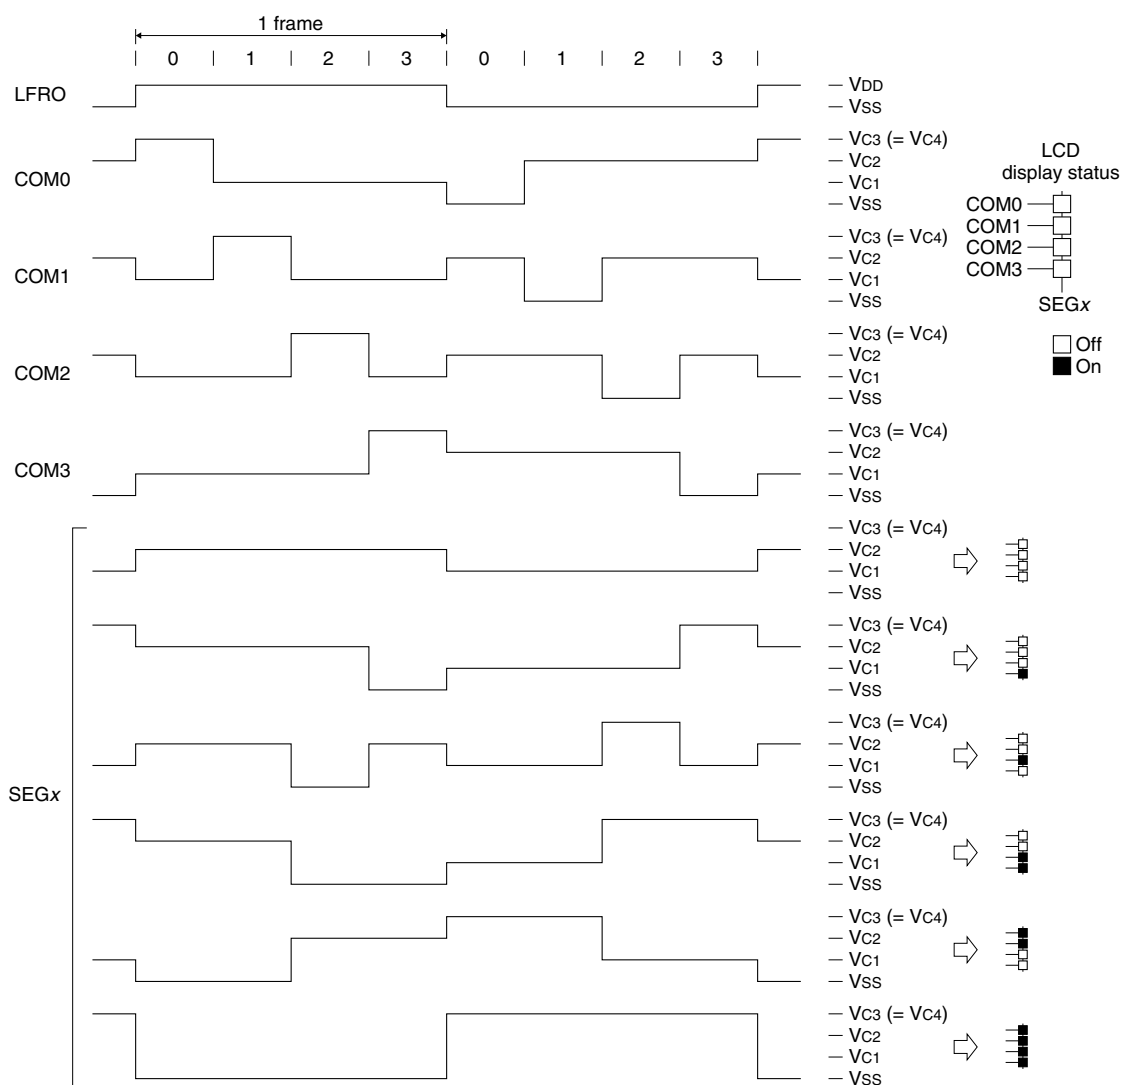 1 frame
0 1 2 3 0 1 2 3
LFRO
VDD
VSS
COM0
VC3 (= VC4)
VC2
VC1
VSS
COM1
VC3 (= VC4)
VC2
VC1
VSS
COM2
VC3 (= VC4)
VC2
VC1
VSS
COM3
VC3 (= VC4)
VC2
VC1
VSS
LCD
display status
COM0
COM1
COM2
COM3
SEGx
Off
On
SEGx
VC3 (= VC4)
VC2
VC1
VSS
VC3 (= VC4)
VC2
VC1
VSS
VC3 (= VC4)
VC2
VC1
VSS
VC3 (= VC4)
VC2
VC1
VSS
VC3 (= VC4)
VC2
VC1
VSS
VC3 (= VC4)
VC2
VC1
VSS